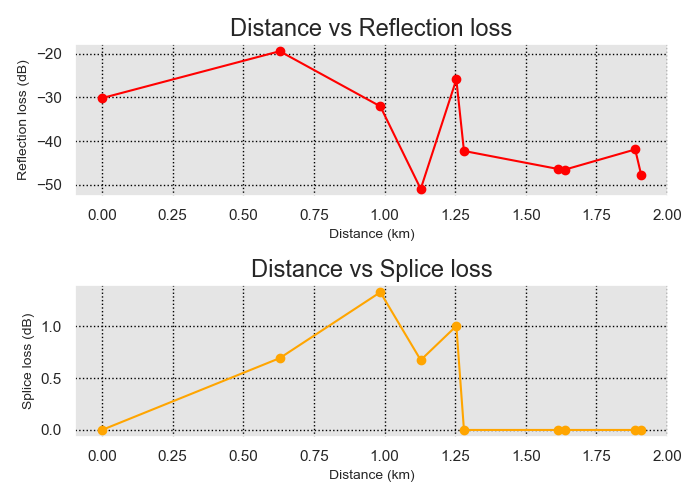 Distance vs Reflection loss
Reflection loss (dB)
−20
−30
−40
−50
0.00 0.25 0.50 0.75 1.00 1.25 1.50 1.75 2.00
Distance (km)
Distance vs Splice loss
Splice loss (dB)
1.0
0.5
0.0
0.00 0.25 0.50 0.75 1.00 1.25 1.50 1.75 2.00
Distance (km)